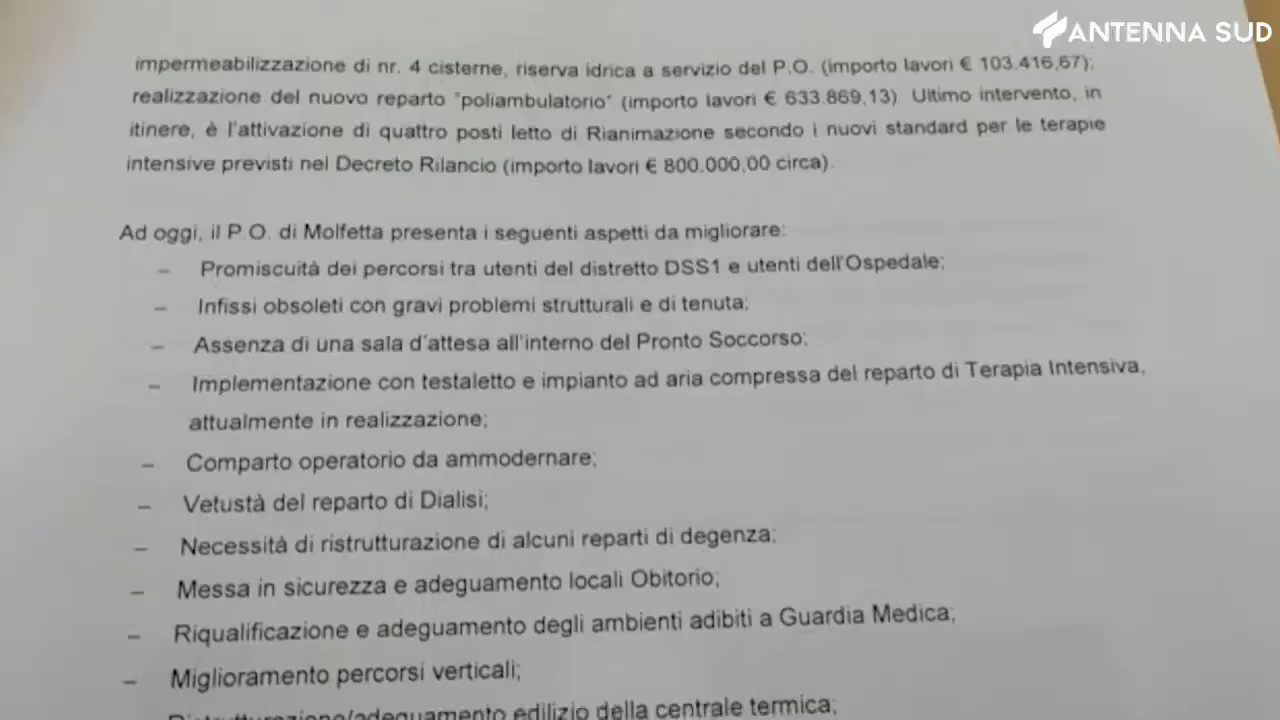 ANTENNA SUD
impermeabilizzazione di nr. 4 cisterne, riserva idrica a servizio del P.O. (importo lavori € 103.416,67);
realizzazione del nuovo reparto "poliambulatorio" (importo lavori € 633.869,13). Ultimo intervento, in
itinere, è l'attivazione di quattro posti letto di Rianimazione secondo i nuovi standard per le terapie
intensive previsti nel Decreto Rilancio (importo lavori € 800.000,00 circa).
Ad oggi, il P.O. di Molfetta presenta i seguenti aspetti da migliorare:
– Promiscuità dei percorsi tra utenti del distretto DSS1 e utenti dell'Ospedale;
– Infissi obsoleti con gravi problemi strutturali e di tenuta;
– Assenza di una sala d'attesa all'interno del Pronto Soccorso;
– Implementazione con testaletto e impianto ad aria compressa del reparto di Terapia Intensiva,
attualmente in realizzazione;
– Comparto operatorio da ammodernare;
– Vetustà del reparto di Dialisi;
– Necessità di ristrutturazione di alcuni reparti di degenza;
– Messa in sicurezza e adeguamento locali Obitorio;
– Riqualificazione e adeguamento degli ambienti adibiti a Guardia Medica;
– Miglioramento percorsi verticali;
Ristrutturazione/adeguamento edilizio della centrale termica;